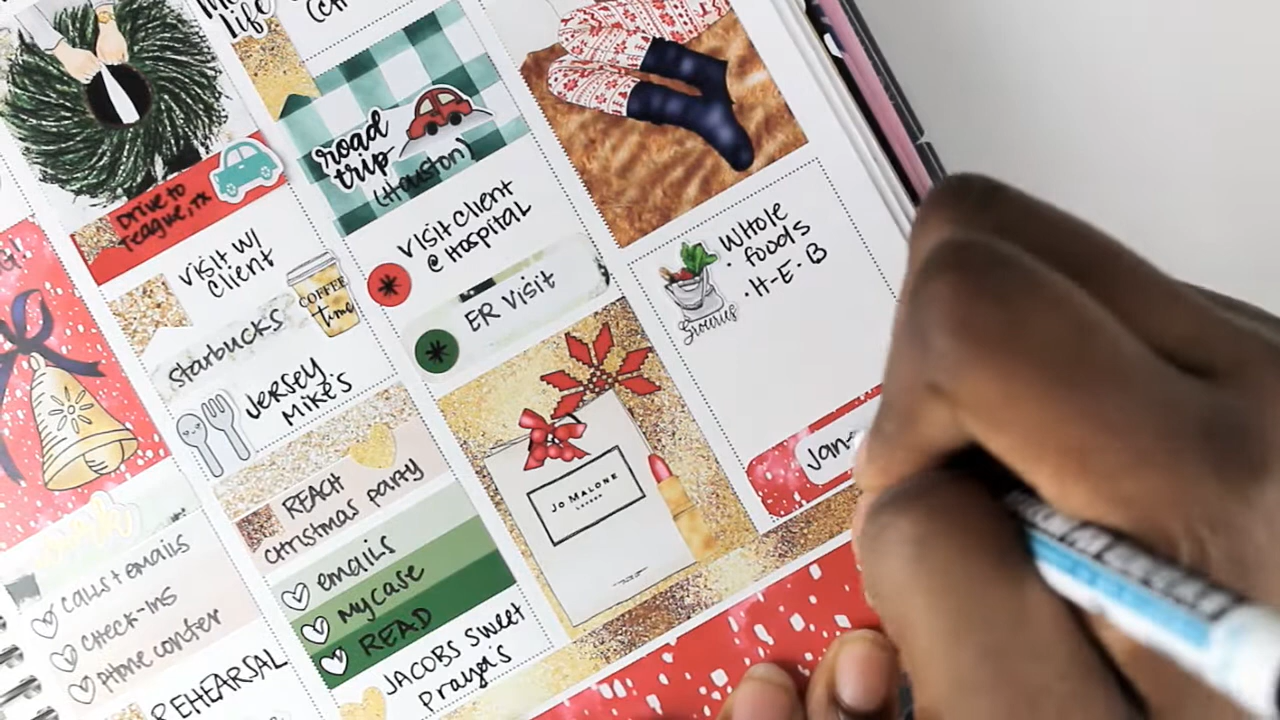 Life
Drive to
Teague, TX
VISIT W/
CLIENT
COFFEE
time
STARBUCKS
JERSEY
MIKE'S
REACH
CHRISTMAS PARTY
CALLS + EMAILS
CHECK-INS
PHONE CONFER
REHEARSAL
road
trip
(HOUSTON)
VISIT CLIENT
@ HOSPITAL
ER VISIT
EMAILS
MYCASE
READ
JACOBS SWEET
JO MALONE
LONDON
WHOLE
FOODS
· H-E-B
Groceries
Jan